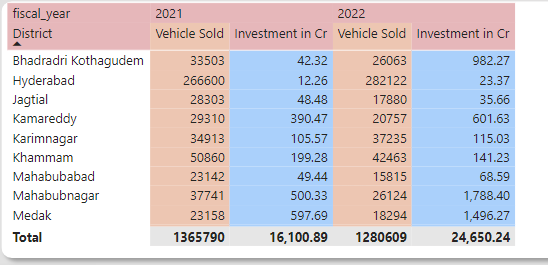 fiscal_year 2021 2022
District Vehicle Sold Investment in Cr Vehicle Sold Investment in Cr
Bhadradri Kothagudem 33503 42.32 26063 982.27
Hyderabad 266600 12.26 282122 23.37
Jagtial 28303 48.48 17880 35.66
Kamareddy 29310 390.47 20757 601.63
Karimnagar 34913 105.57 37235 115.03
Khammam 50860 199.28 42463 141.23
Mahabubabad 23142 49.44 15815 68.59
Mahabubnagar 37741 500.33 26124 1,788.40
Medak 23158 597.69 18294 1,496.27
Total 1365790 16,100.89 1280609 24,650.24